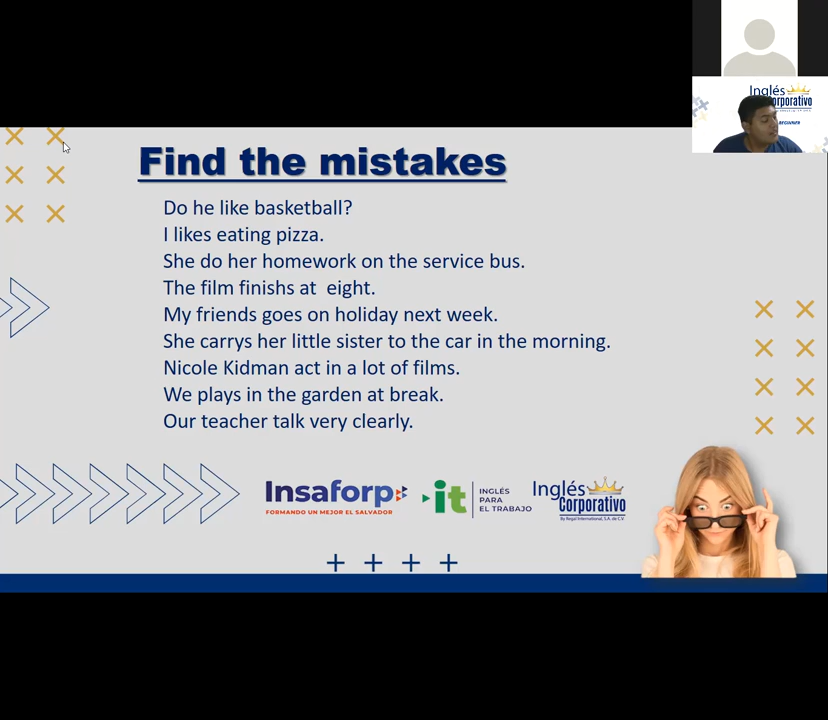 Inglés
Corporativo
BEGINNER
Find the mistakes
Do he like basketball?
I likes eating pizza.
She do her homework on the service bus.
The film finishs at  eight.
My friends goes on holiday next week.
She carrys her little sister to the car in the morning.
Nicole Kidman act in a lot of films.
We plays in the garden at break.
Our teacher talk very clearly.
Insaforp
FORMANDO UN MEJOR EL SALVADOR
it
INGLÉS
PARA
EL TRABAJO
Inglés
Corporativo
By Regal International, S.A. de C.V.